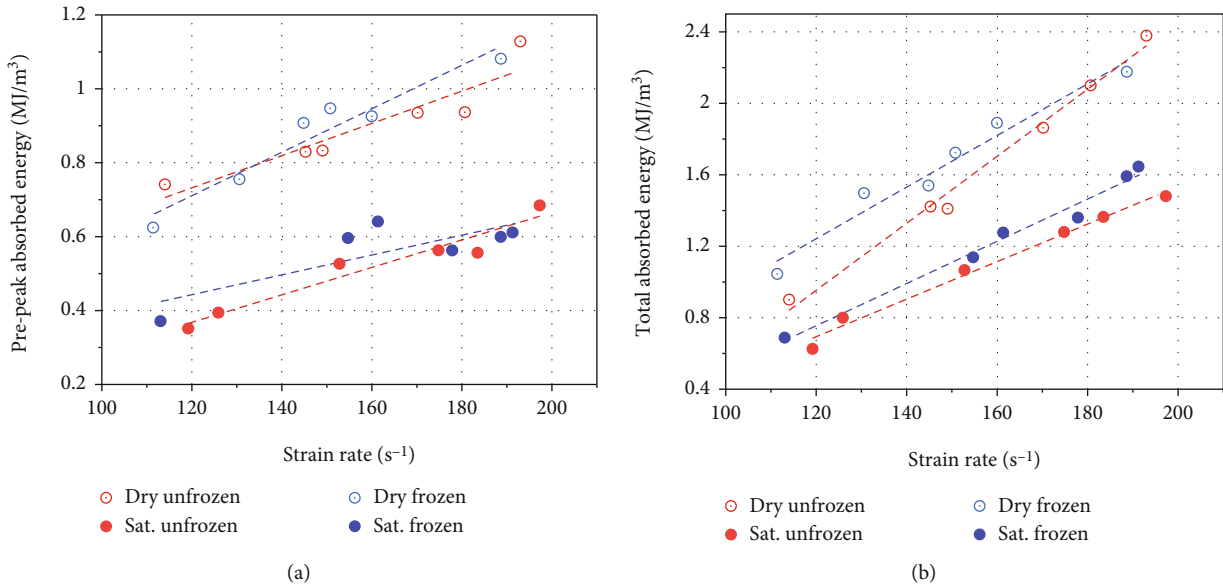 1.2
1
0.8
0.6
0.4
0.2
Pre-peak absorbed energy (MJ/m³)
100 120 140 160 180 200
Strain rate (s⁻¹)
Dry unfrozen Dry frozen
Sat. unfrozen Sat. frozen
(a)
2.4
2
1.6
1.2
0.8
0.4
Total absorbed energy (MJ/m³)
100 120 140 160 180 200
Strain rate (s⁻¹)
Dry unfrozen Dry frozen
Sat. unfrozen Sat. frozen
(b)